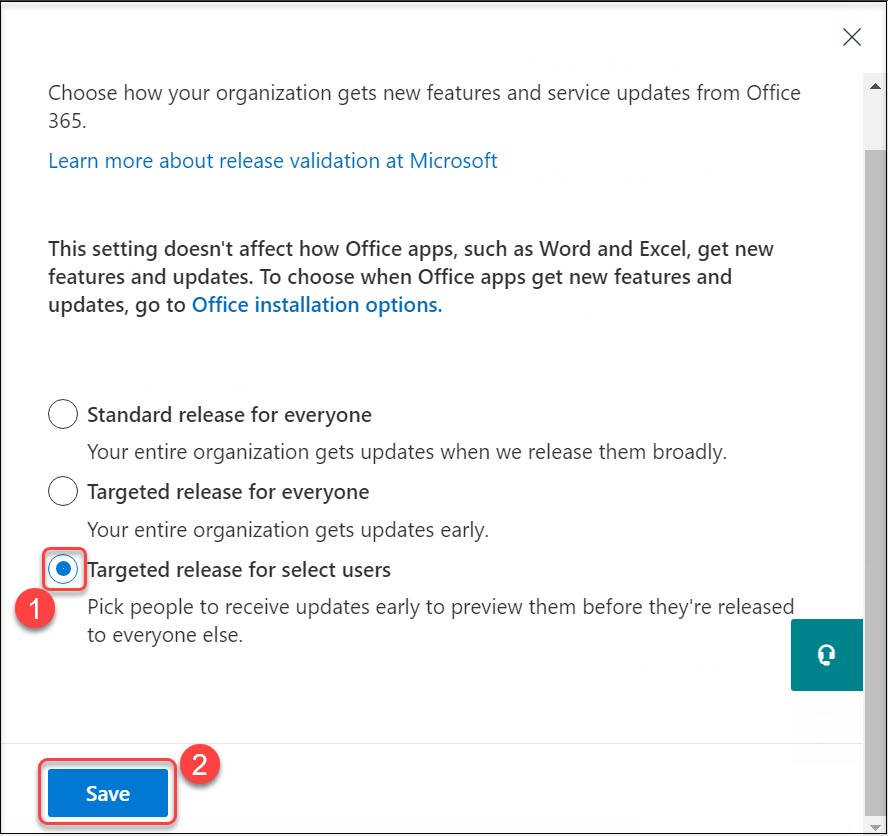 Choose how your organization gets new features and service updates from Office
365.
Learn more about release validation at Microsoft
This setting doesn't affect how Office apps, such as Word and Excel, get new
features and updates. To choose when Office apps get new features and
updates, go to Office installation options.
Standard release for everyone
Your entire organization gets updates when we release them broadly.
Targeted release for everyone
Your entire organization gets updates early.
Targeted release for select users
1
Pick people to receive updates early to preview them before they're released
to everyone else.
2
Save